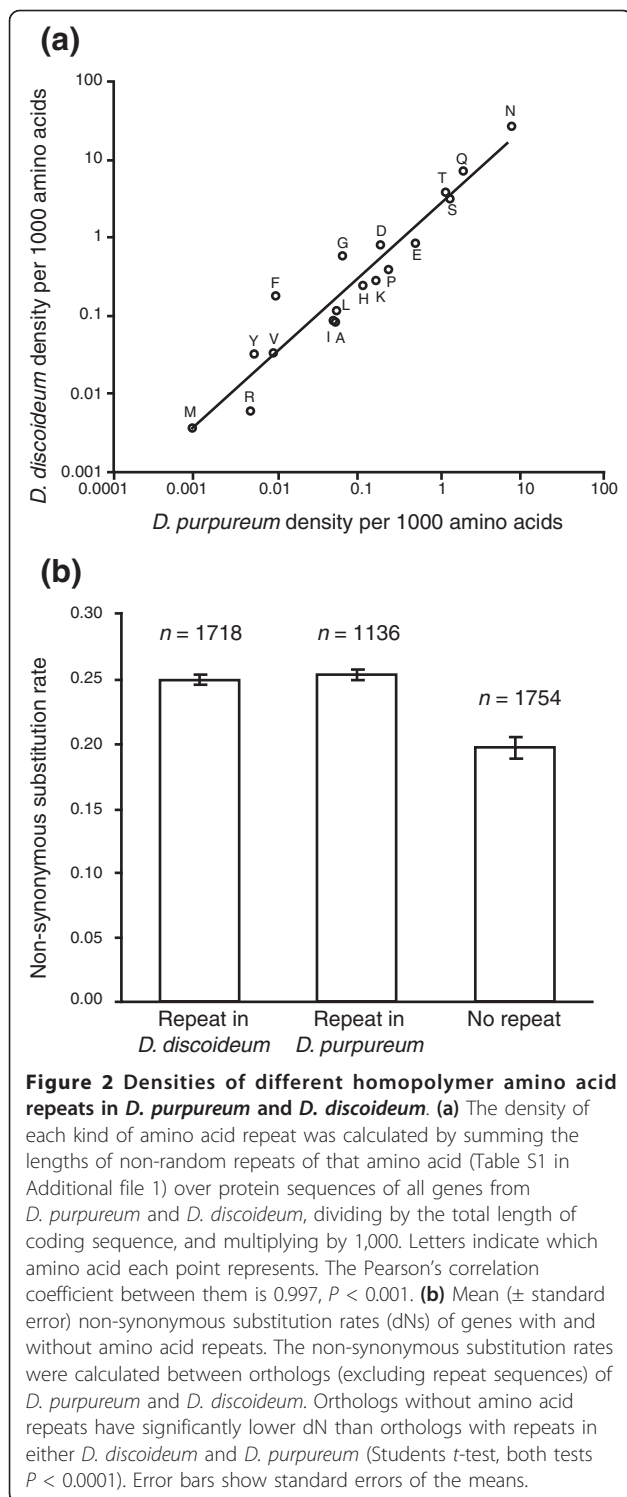 (a)
100
10
1
0.1
0.01
0.001
D. discoideum density per 1000 amino acids
N
Q
T
S
D
G
E
P
F
K
H
L
I A
Y V
R
M
0.0001 0.001 0.01 0.1 1 10 100
D. purpureum density per 1000 amino acids
(b)
0.30
0.25
0.20
0.15
0.10
0.05
0.00
Non-synonymous substitution rate
n = 1718
n = 1136
n = 1754
Repeat in
D. discoideum
Repeat in
D. purpureum
No repeat
Figure 2 Densities of different homopolymer amino acid
repeats in D. purpureum and D. discoideum. (a) The density of
each kind of amino acid repeat was calculated by summing the
lengths of non-random repeats of that amino acid (Table S1 in
Additional file 1) over protein sequences of all genes from
D. purpureum and D. discoideum, dividing by the total length of
coding sequence, and multiplying by 1,000. Letters indicate which
amino acid each point represents. The Pearson's correlation
coefficient between them is 0.997, P < 0.001. (b) Mean (± standard
error) non-synonymous substitution rates (dNs) of genes with and
without amino acid repeats. The non-synonymous substitution rates
were calculated between orthologs (excluding repeat sequences) of
D. purpureum and D. discoideum. Orthologs without amino acid
repeats have significantly lower dN than orthologs with repeats in
either D. discoideum and D. purpureum (Students t-test, both tests
P < 0.0001). Error bars show standard errors of the means.